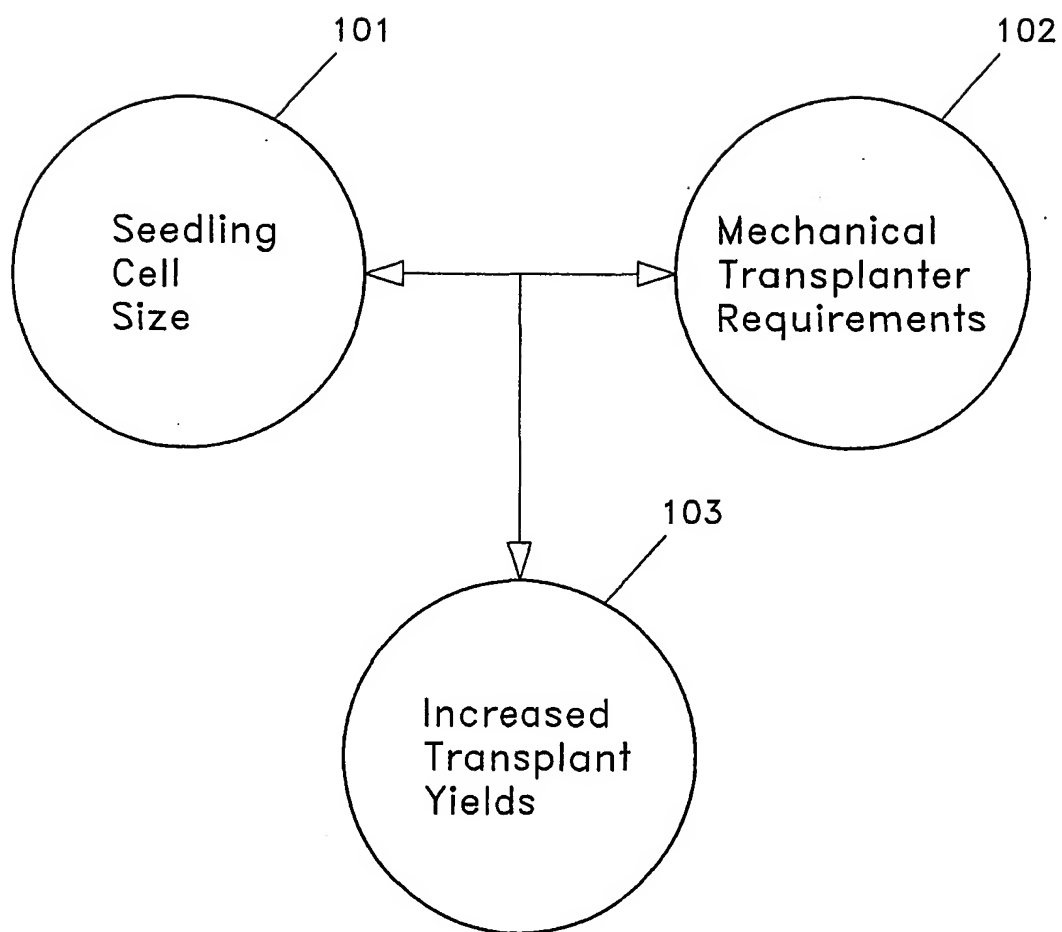 101
102
Seedling
Cell
Size
Mechanical
Transplanter
Requirements
103
Increased
Transplant
Yields